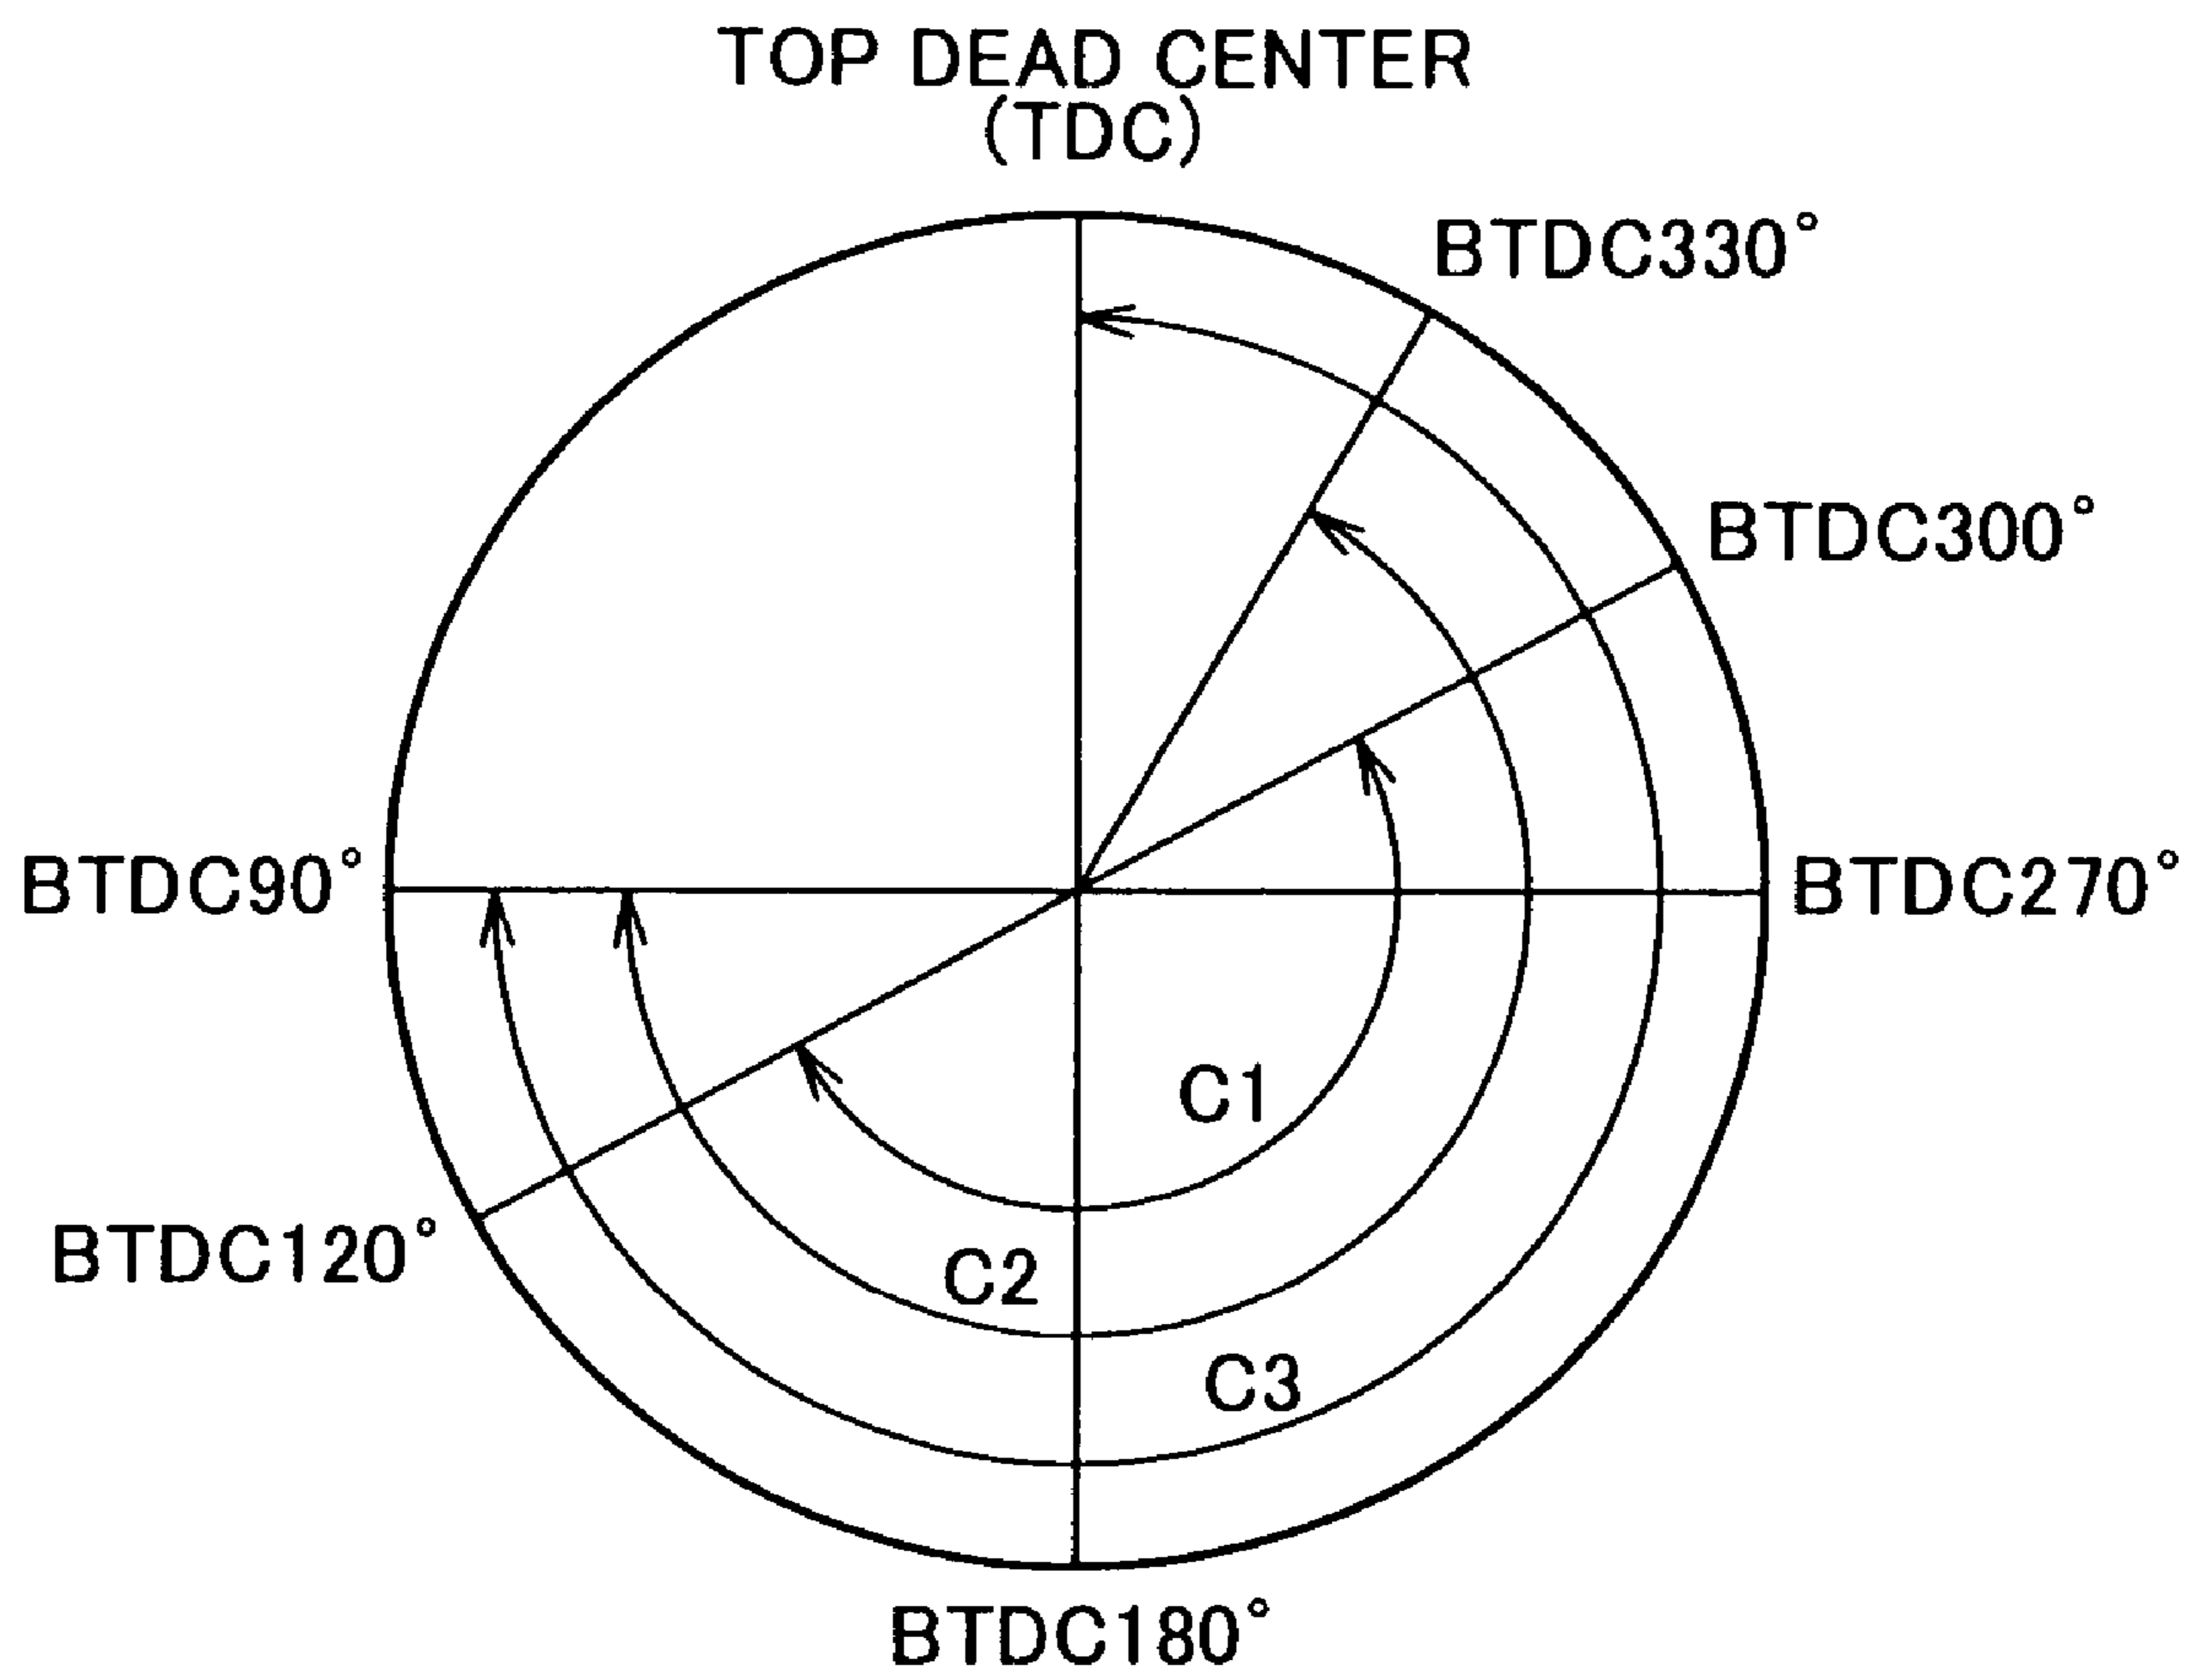 TOP DEAD CENTER
(TDC)
BTDC330°
BTDC300°
BTDC90°
BTDC270°
C1
BTDC120°
C2
C3
BTDC180°